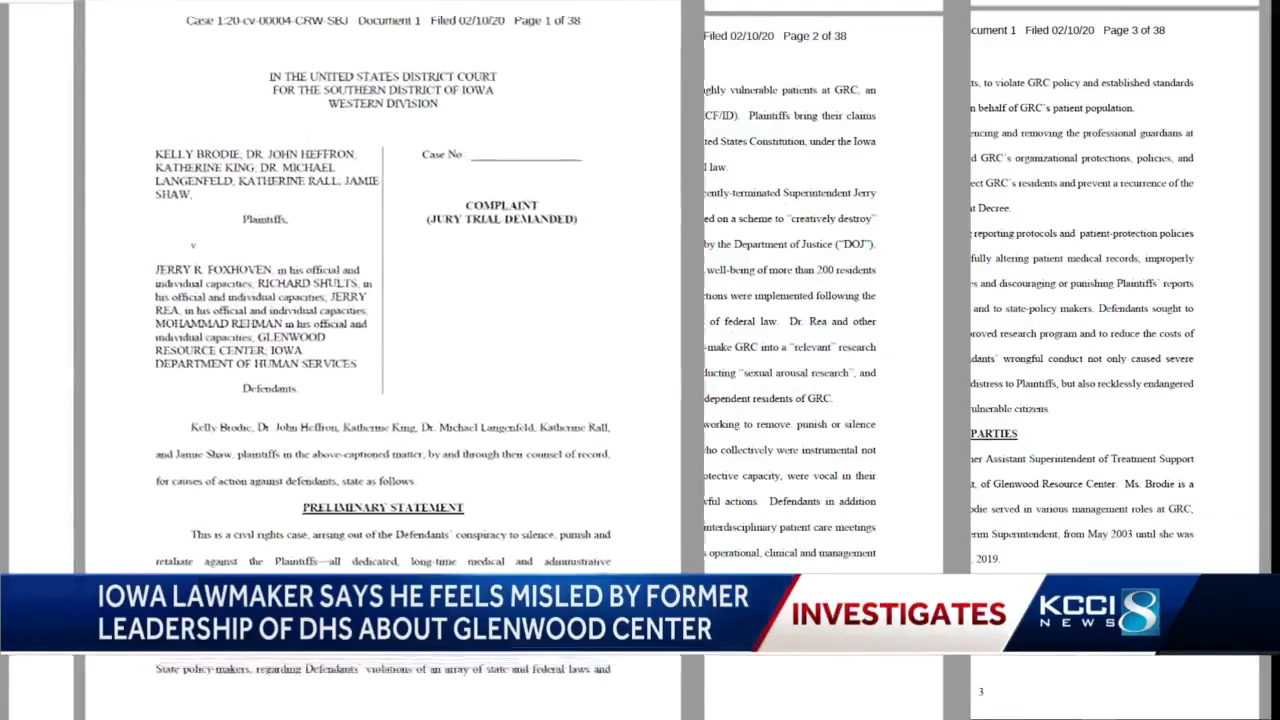 Case 1:20-cv-00004-CRW-SBJ Document 1 Filed 02/10/20 Page 1 of 38
IN THE UNITED STATES DISTRICT COURT
FOR THE SOUTHERN DISTRICT OF IOWA
WESTERN DIVISION
KELLY BRODIE, DR. JOHN HEFFRON,
KATHERINE KING, DR. MICHAEL
LANGENFELD, KATHERINE RALL, JAMIE
SHAW,
Plaintiffs,
v.
JERRY R. FOXHOVEN, in his official and
individual capacities, RICHARD SHULTS, in
his official and individual capacities, JERRY
REA, in his official and individual capacities,
MOHAMMAD REHMAN in his official and
individual capacities, GLENWOOD
RESOURCE CENTER, IOWA
DEPARTMENT OF HUMAN SERVICES
Defendants.
Case No.
COMPLAINT
(JURY TRIAL DEMANDED)
Kelly Brodie, Dr. John Heffron, Katherine King, Dr. Michael Langenfeld, Katherine Rall,
and Jamie Shaw, plaintiffs in the above-captioned matter, by and through their counsel of record,
for causes of action against defendants, state as follows.
PRELIMINARY STATEMENT
This is a civil rights case, arising out of the Defendants' conspiracy to silence, punish and
retaliate against the Plaintiffs—all dedicated, long-time medical and administrative
State policy-makers, regarding Defendants' violations of an array of state and federal laws and
Filed 02/10/20 Page 2 of 38
ghly vulnerable patients at GRC, an
CF/ID). Plaintiffs bring their claims
ted States Constitution, under the Iowa
l law.
cently-terminated Superintendent Jerry
ed on a scheme to "creatively destroy"
by the Department of Justice ("DOJ").
well-being of more than 200 residents
ctions were implemented following the
of federal law. Dr. Rea and other
-make GRC into a "relevant" research
ducting "sexual arousal research", and
dependent residents of GRC.
working to remove, punish or silence
ho collectively were instrumental not
otective capacity, were vocal in their
ful actions. Defendants in addition
interdisciplinary patient care meetings
s operational, clinical and management
cument 1 Filed 02/10/20 Page 3 of 38
ts, to violate GRC policy and established standards
n behalf of GRC's patient population.
encing and removing the professional guardians at
d GRC's organizational protections, policies, and
ect GRC's residents and prevent a recurrence of the
t Decree.
g reporting protocols and patient-protection policies
fully altering patient medical records, improperly
s and discouraging or punishing Plaintiffs' reports
and to state-policy makers. Defendants sought to
roved research program and to reduce the costs of
dants' wrongful conduct not only caused severe
distress to Plaintiffs, but also recklessly endangered
ulnerable citizens.
PARTIES
er Assistant Superintendent of Treatment Support
t, of Glenwood Resource Center. Ms. Brodie is a
odie served in various management roles at GRC,
erim Superintendent, from May 2003 until she was
, 2019.
3
IOWA LAWMAKER SAYS HE FEELS MISLED BY FORMER
LEADERSHIP OF DHS ABOUT GLENWOOD CENTER
INVESTIGATES
KCCI 8
NEWS